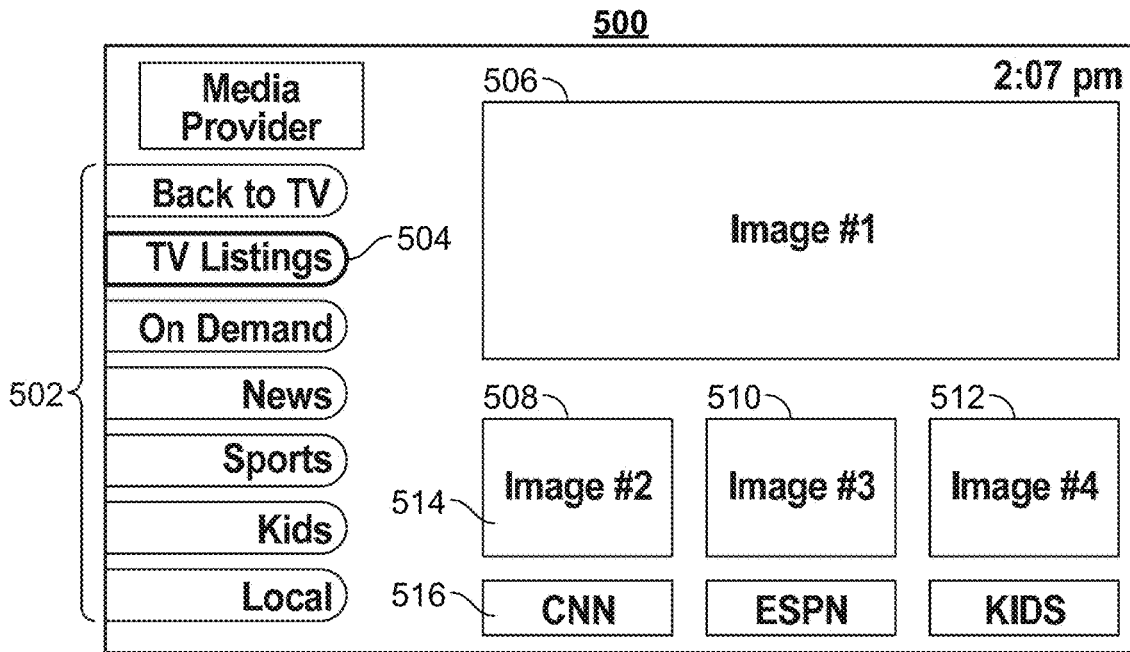 500
2:07 pm
Media
Provider
506
Back to TV
TV Listings
504
Image #1
On Demand
502
News
508
510
512
Sports
Image #2
Image #3
Image #4
514
Kids
Local
516
CNN
ESPN
KIDS